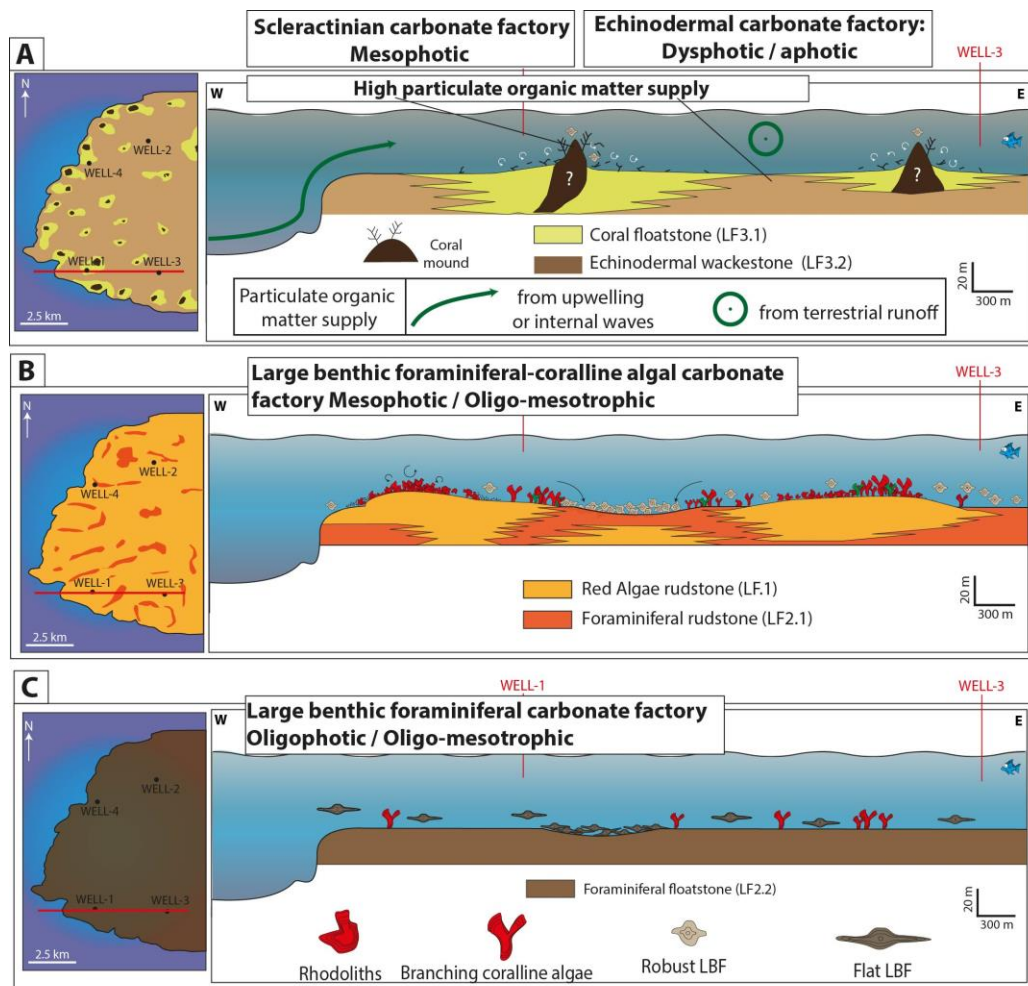 A
Scleractinian carbonate factory
Mesophotic
Echinodermal carbonate factory:
Dysphotic / aphotic
WELL-3
N
WELL-2
WELL-4
WELL-1
WELL-3
2.5 km
W
High particulate organic matter supply
E
?
?
Coral
mound
Coral floatstone (LF3.1)
Echinodermal wackestone (LF3.2)
20 m
300 m
Particulate organic
matter supply
from upwelling
or internal waves
from terrestrial runoff
B
Large benthic foraminiferal-coralline algal carbonate
factory Mesophotic / Oligo-mesotrophic
WELL-3
N
WELL-2
WELL-4
WELL-1
WELL-3
2.5 km
W
E
Red Algae rudstone (LF.1)
Foraminiferal rudstone (LF2.1)
20 m
300 m
C
WELL-1
WELL-3
Large benthic foraminiferal carbonate factory
Oligophotic / Oligo-mesotrophic
N
WELL-2
WELL-4
WELL-1
WELL-3
2.5 km
W
E
Foraminiferal floatstone (LF2.2)
20 m
300 m
Rhodoliths
Branching coralline algae
Robust LBF
Flat LBF